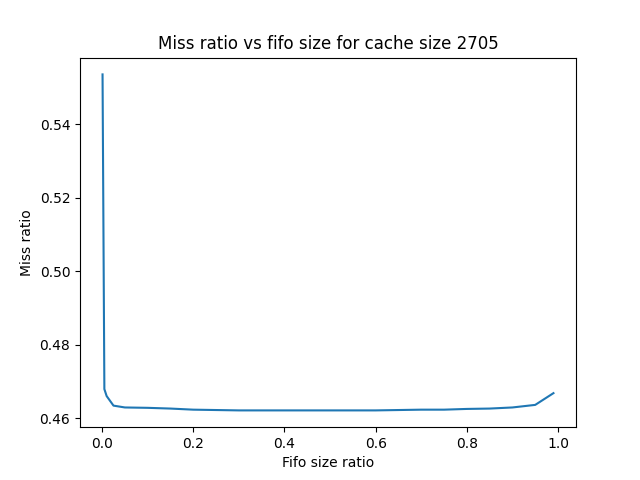 Miss ratio vs fifo size for cache size 2705
Miss ratio
0.54
0.52
0.50
0.48
0.46
0.0 0.2 0.4 0.6 0.8 1.0
Fifo size ratio